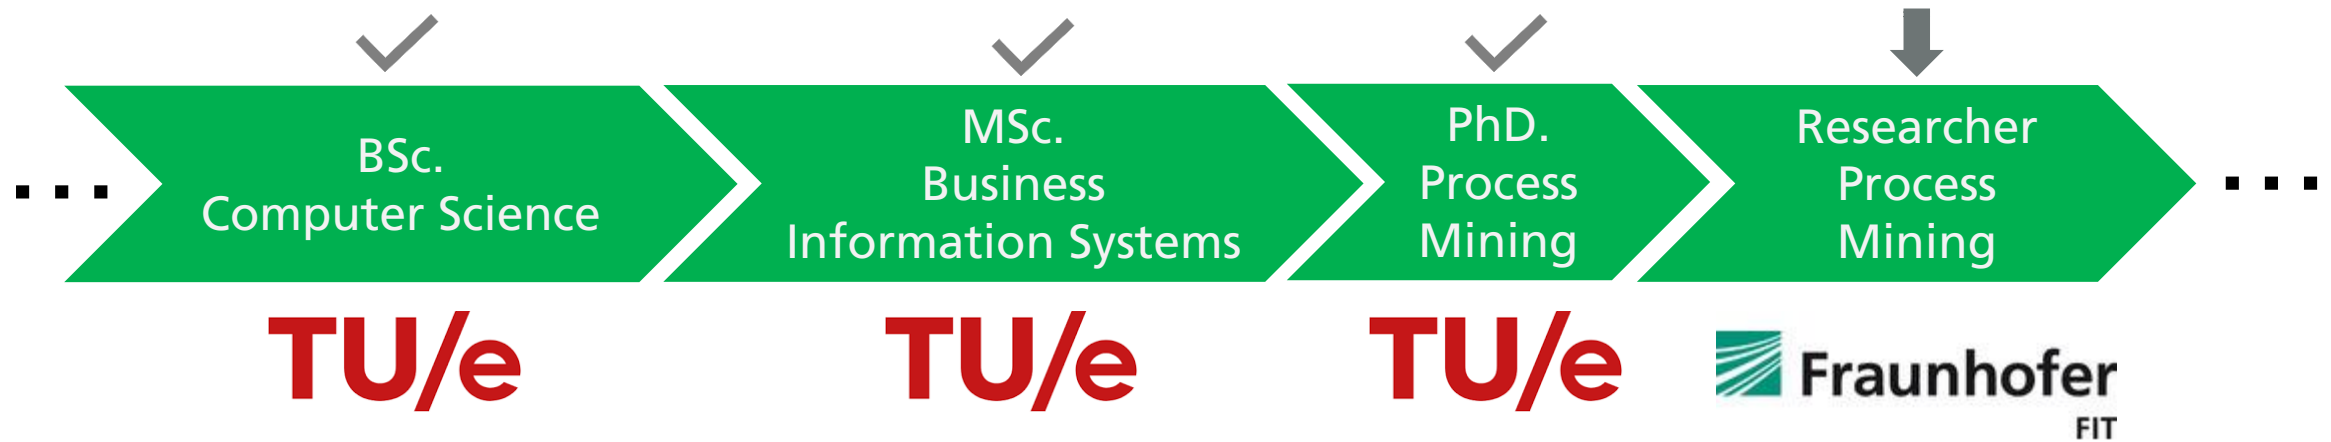 BSc.
Computer Science
MSc.
Business
Information Systems
PhD.
Process
Mining
Researcher
Process
Mining
TU/e
TU/e
TU/e
Fraunhofer
FIT